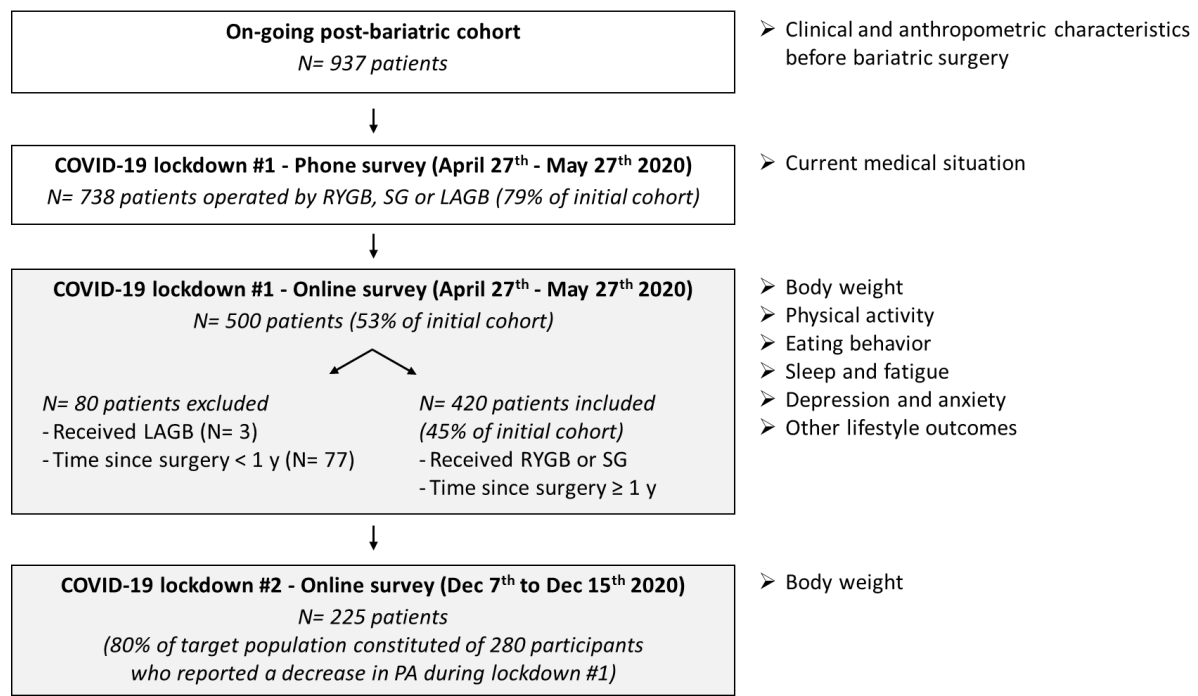 On-going post-bariatric cohort
N= 937 patients
➢ Clinical and anthropometric characteristics
before bariatric surgery
COVID-19 lockdown #1 - Phone survey (April 27th - May 27th 2020)
N= 738 patients operated by RYGB, SG or LAGB (79% of initial cohort)
➢ Current medical situation
COVID-19 lockdown #1 - Online survey (April 27th - May 27th 2020)
N= 500 patients (53% of initial cohort)
N= 80 patients excluded
- Received LAGB (N= 3)
- Time since surgery < 1 y (N= 77)
N= 420 patients included
(45% of initial cohort)
- Received RYGB or SG
- Time since surgery ≥ 1 y
➢ Body weight
➢ Physical activity
➢ Eating behavior
➢ Sleep and fatigue
➢ Depression and anxiety
➢ Other lifestyle outcomes
COVID-19 lockdown #2 - Online survey (Dec 7th to Dec 15th 2020)
N= 225 patients
(80% of target population constituted of 280 participants
who reported a decrease in PA during lockdown #1)
➢ Body weight